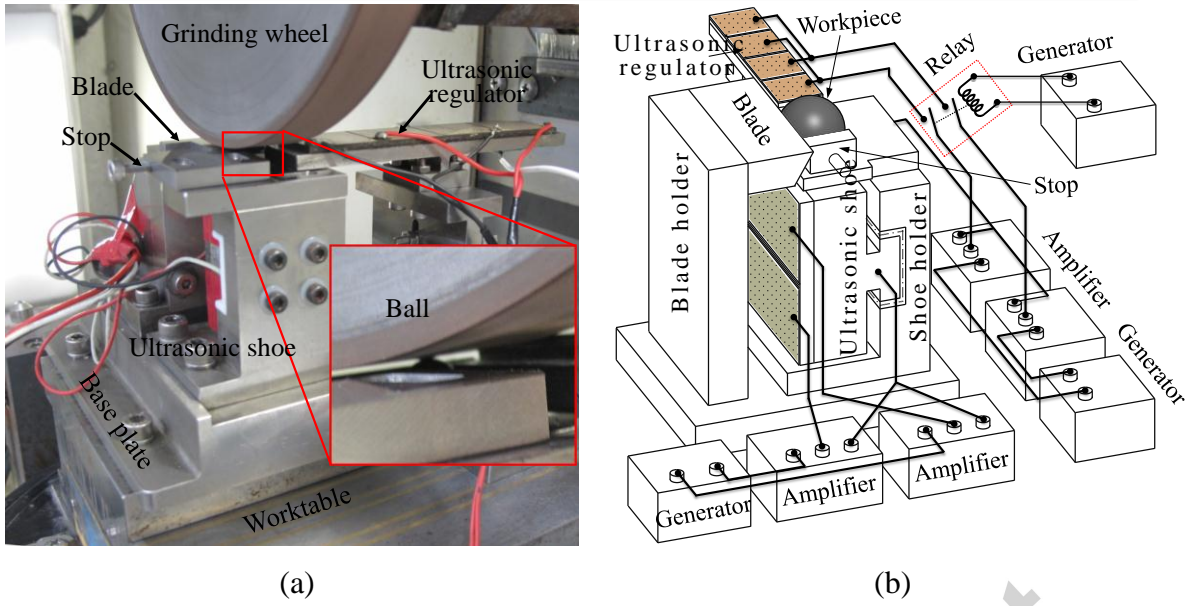 Grinding wheel
Blade
Ultrasonic
regulator
Stop
Ball
Ultrasonic shoe
Base plate
Worktable
(a)
Workpiece
Ultrasonic
regulator
Relay
Generator
Blade
Stop
Blade holder
Ultrasonic shoe
Shoe holder
Amplifier
Generator
Generator
Amplifier
Amplifier
(b)